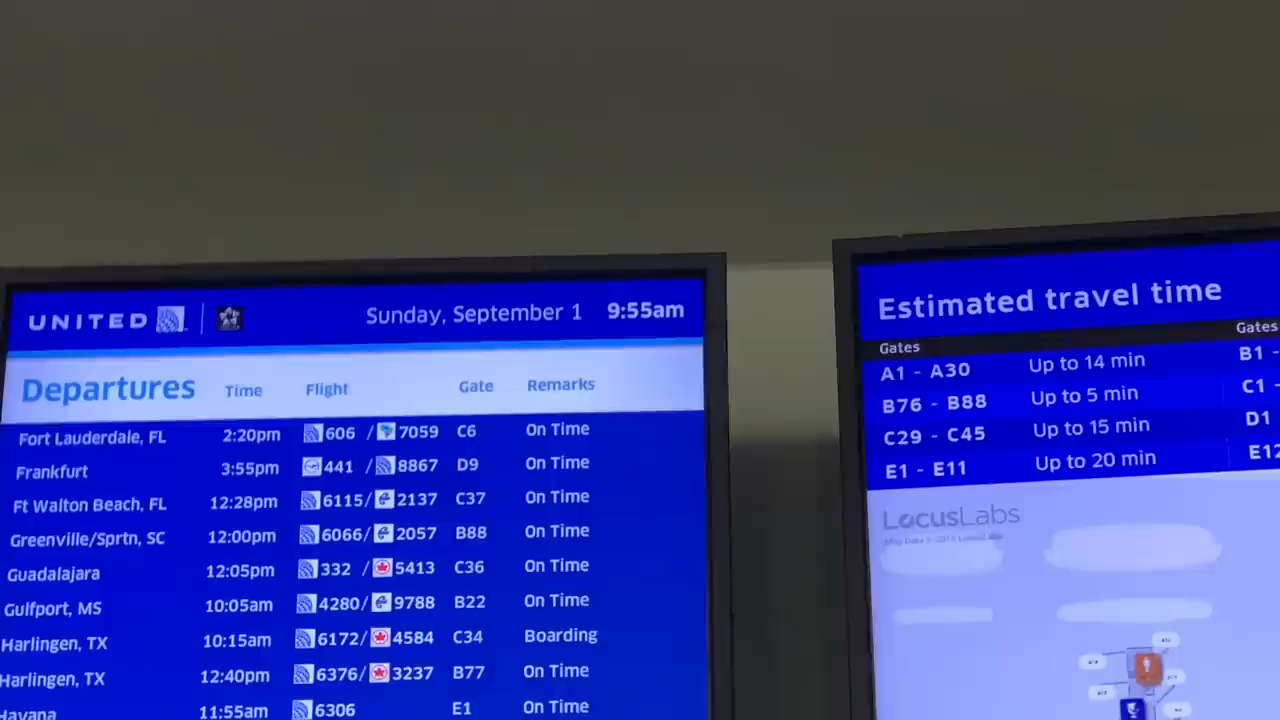 UNITED Sunday, September 1 9:55am
Departures Time Flight Gate Remarks
Fort Lauderdale, FL 2:20pm 606 / 7059 C6 On Time
Frankfurt 3:55pm 441 / 8867 D9 On Time
Ft Walton Beach, FL 12:28pm 6115/ 2137 C37 On Time
Greenville/Sprtn, SC 12:00pm 6066/ 2057 B88 On Time
Guadalajara 12:05pm 332 / 5413 C36 On Time
Gulfport, MS 10:05am 4280/ 9788 B22 On Time
Harlingen, TX 10:15am 6172/ 4584 C34 Boarding
Harlingen, TX 12:40pm 6376/ 3237 B77 On Time
Havana 11:55am 6306 E1 On Time
Estimated travel time
Gates Gates
A1 - A30 Up to 14 min B1 -
B76 - B88 Up to 5 min C1 -
C29 - C45 Up to 15 min D1
E1 - E11 Up to 20 min E12
LocusLabs